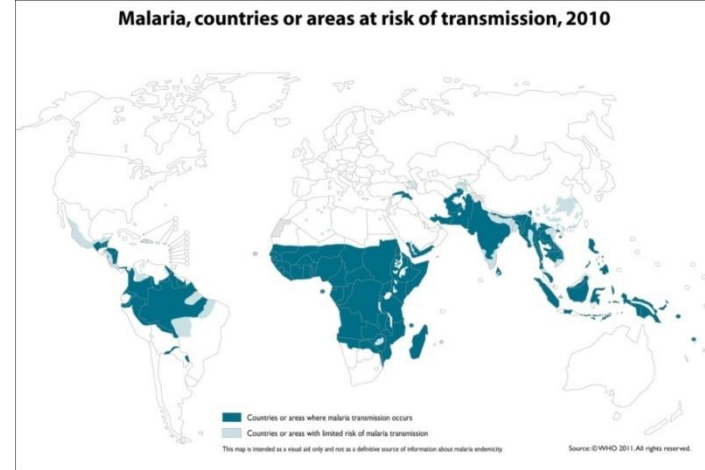 Malaria, countries or areas at risk of transmission, 2010
Countries or areas where malaria transmission occurs
Countries or areas with limited risk of malaria transmission
This map is intended as a visual aid only and not as a definitive source of information about malaria endemicity.
Source: © WHO 2011. All rights reserved.